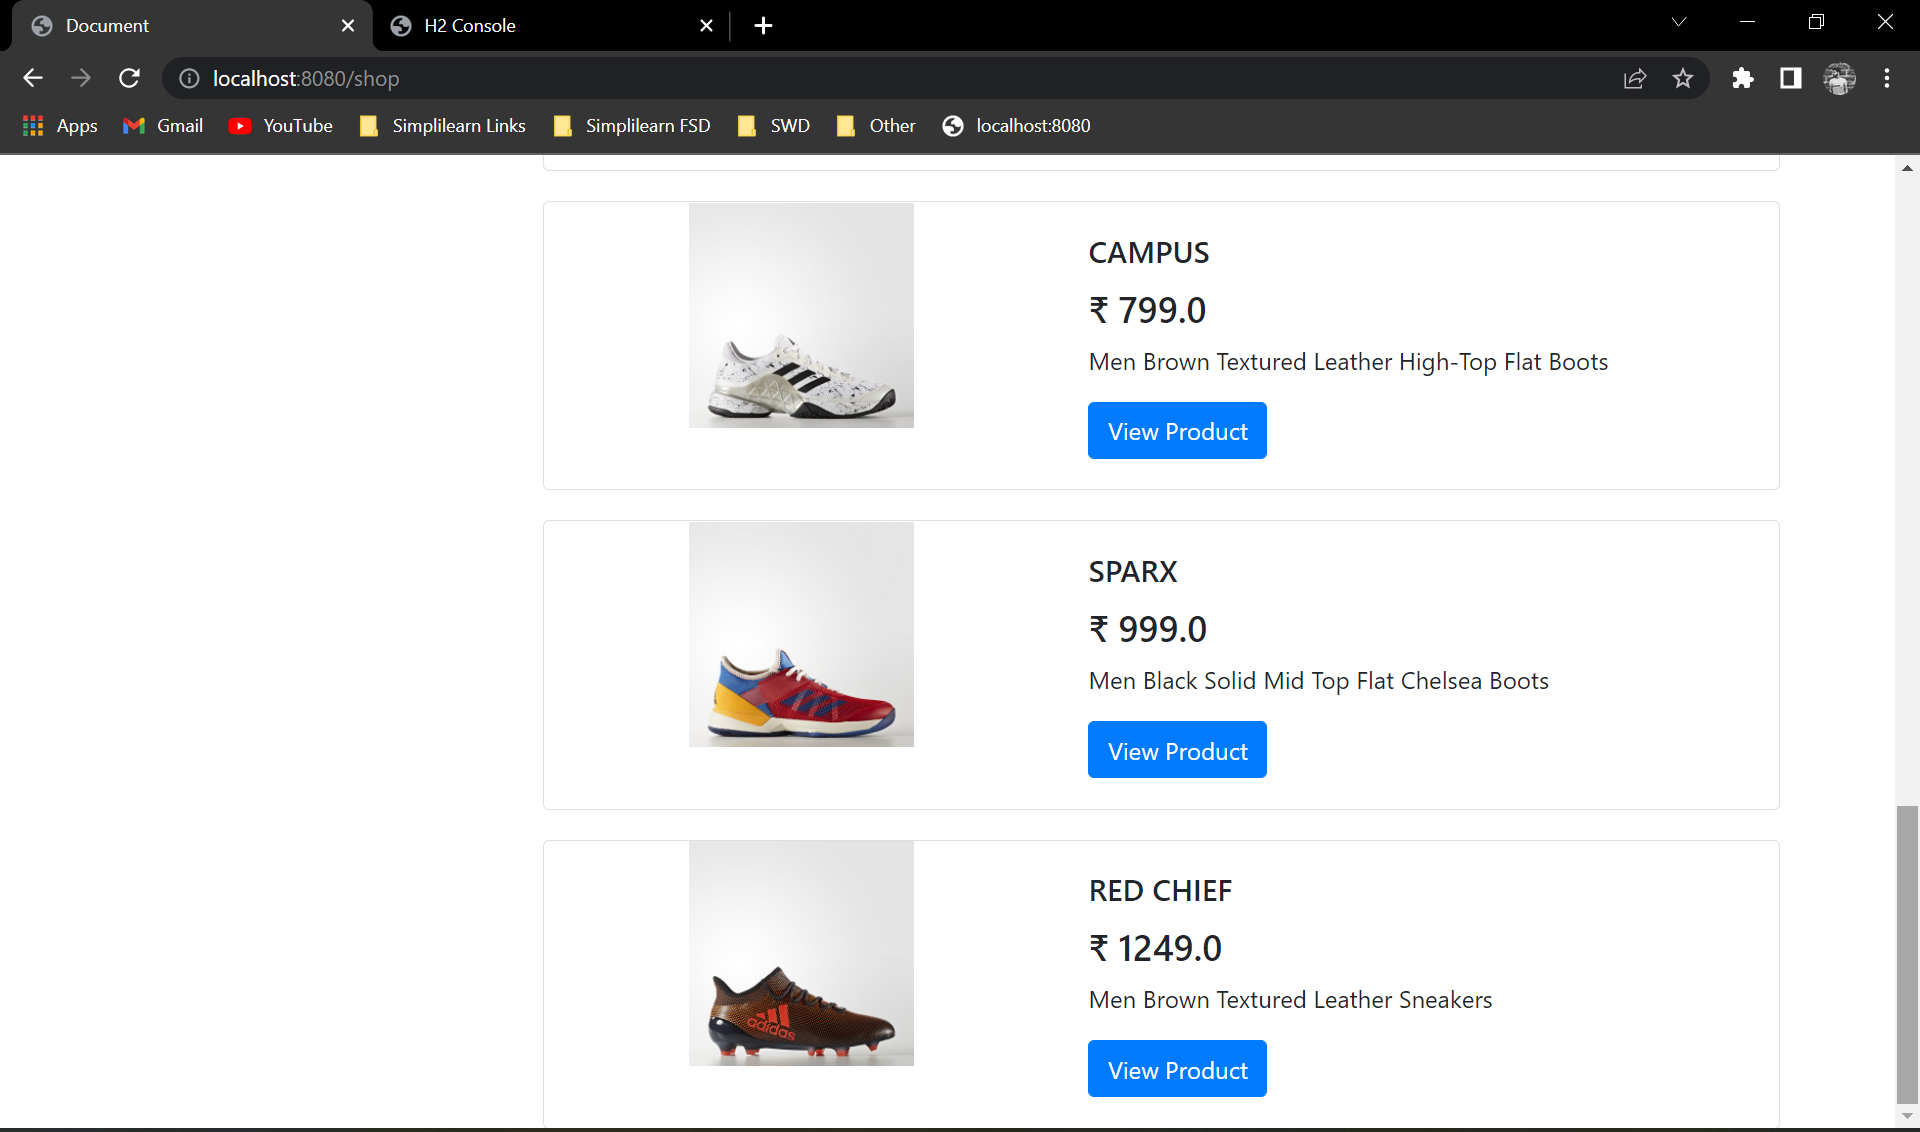 Document
H2 Console
localhost:8080/shop
Apps
Gmail
YouTube
Simplilearn Links
Simplilearn FSD
SWD
Other
localhost:8080
CAMPUS
₹ 799.0
Men Brown Textured Leather High-Top Flat Boots
View Product
SPARX
₹ 999.0
Men Black Solid Mid Top Flat Chelsea Boots
View Product
RED CHIEF
₹ 1249.0
Men Brown Textured Leather Sneakers
View Product
adidas